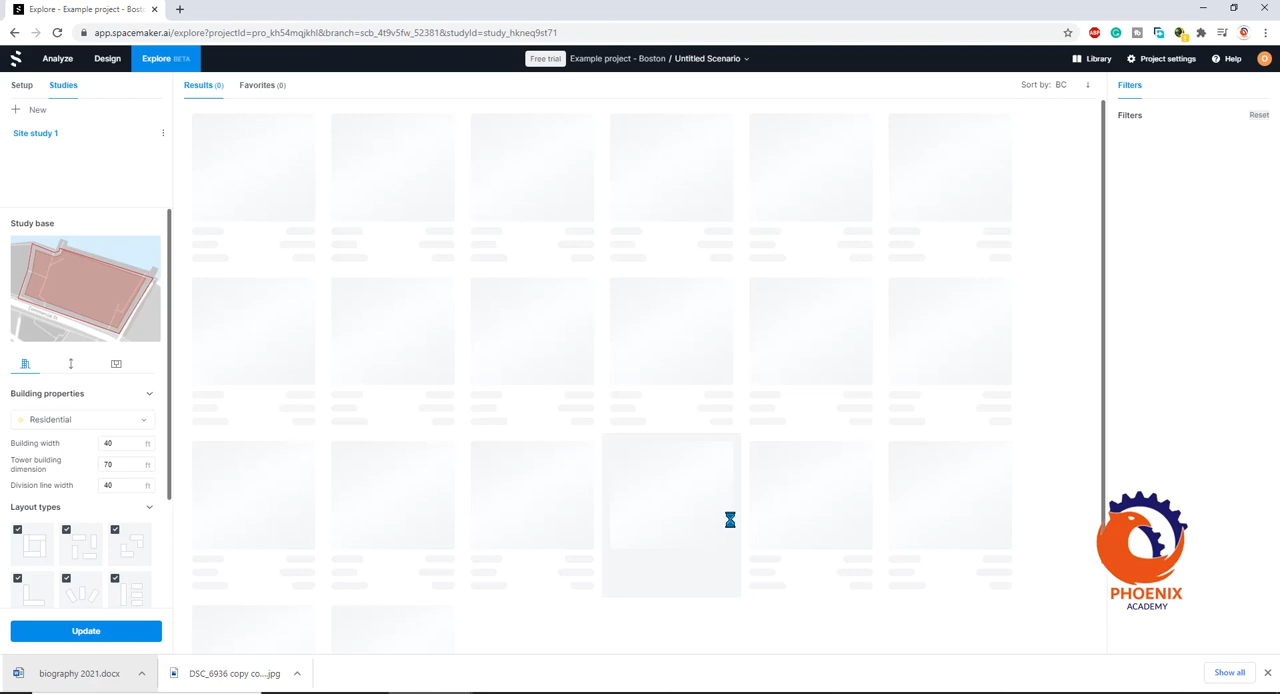 Explore - Example project - Bosto
app.spacemaker.ai/explore?projectId=pro_kh54mqjkhl&branch=scb_4t9v5fw_52381&studyId=study_hkneq9st71
Analyze
Design
Explore BETA
Free trial
Example project - Boston / Untitled Scenario
Library
Project settings
Help
Setup
Studies
Results (0)
Favorites (0)
Sort by: BC
Filters
New
Filters
Reset
Site study 1
Study base
Commercial St
Building properties
Residential
Building width 40 ft
Tower building
dimension 70 ft
Division line width 40 ft
Layout types
Update
PHOENIX
ACADEMY
biography 2021.docx
DSC_6936 copy co....jpg
Show all